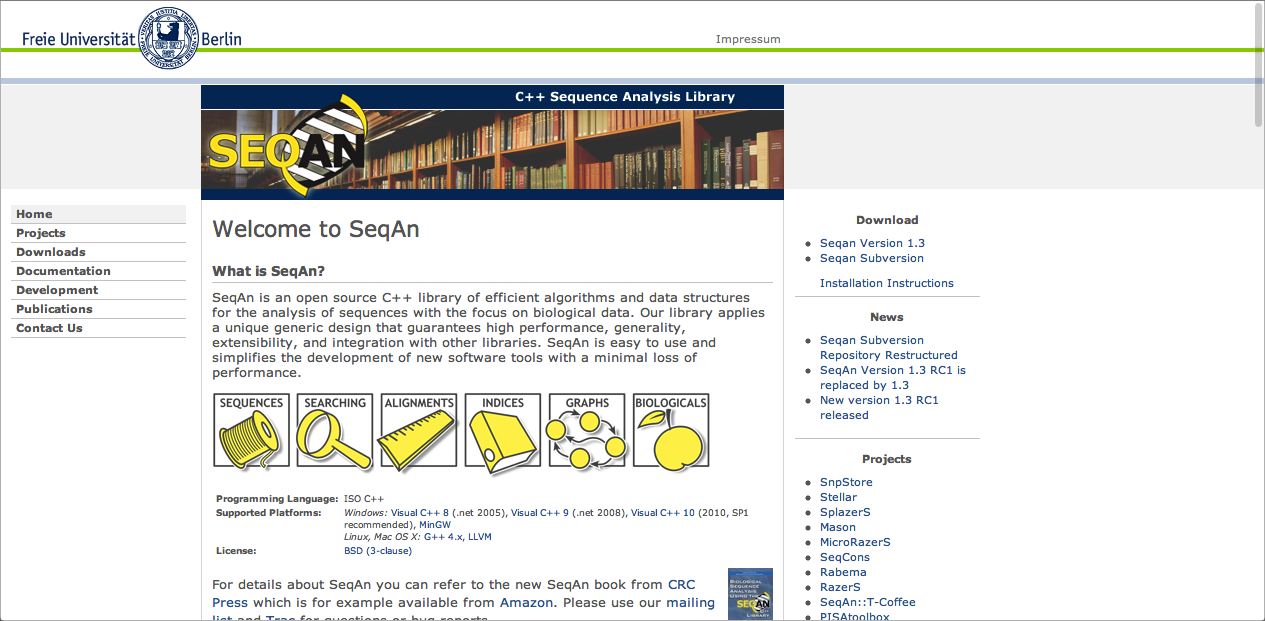 Freie Universität Berlin
Impressum
C++ Sequence Analysis Library
SEQAN
Home
Projects
Downloads
Documentation
Development
Publications
Contact Us
Welcome to SeqAn
What is SeqAn?
SeqAn is an open source C++ library of efficient algorithms and data structures
for the analysis of sequences with the focus on biological data. Our library applies
a unique generic design that guarantees high performance, generality,
extensibility, and integration with other libraries. SeqAn is easy to use and
simplifies the development of new software tools with a minimal loss of
performance.
SEQUENCES SEARCHING ALIGNMENTS INDICES GRAPHS BIOLOGICALS
Programming Language: ISO C++
Supported Platforms: Windows: Visual C++ 8 (.net 2005), Visual C++ 9 (.net 2008), Visual C++ 10 (2010, SP1
recommended), MinGW
Linux, Mac OS X: G++ 4.x, LLVM
License: BSD (3-clause)
For details about SeqAn you can refer to the new SeqAn book from CRC
Press which is for example available from Amazon. Please use our mailing
list and Trac for questions or bug reports.
BIOLOGICAL
SEQUENCE
ANALYSIS
USING THE
SEQAN
C++
LIBRARY
Download
Seqan Version 1.3
Seqan Subversion
Installation Instructions
News
Seqan Subversion
Repository Restructured
SeqAn Version 1.3 RC1 is
replaced by 1.3
New version 1.3 RC1
released
Projects
SnpStore
Stellar
SplazerS
Mason
MicroRazerS
SeqCons
Rabema
RazerS
SeqAn::T-Coffee
PISAtoolbox